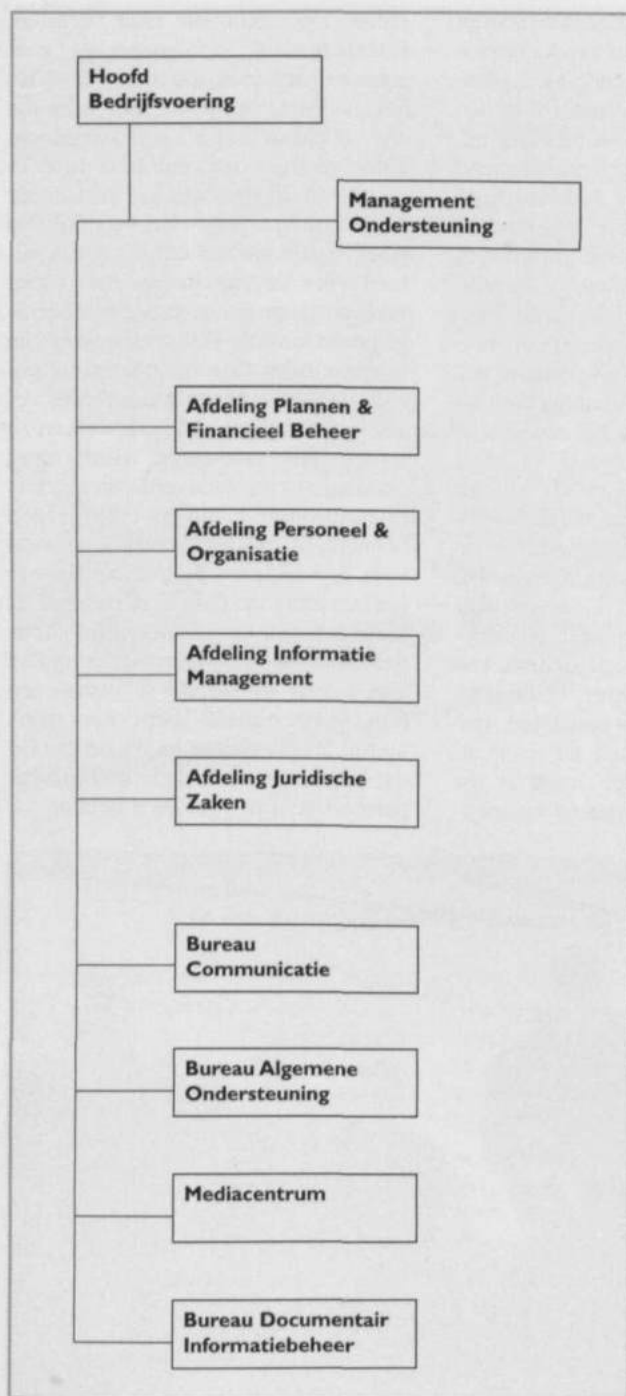 Hoofd
Bedrijfsvoering
Management
Ondersteuning
Afdeling Plannen &
Financieel Beheer
Afdeling Personeel &
Organisatie
Afdeling Informatie
Management
Afdeling Juridische
Zaken
Bureau
Communicatie
Bureau Algemene
Ondersteuning
Mediacentrum
Bureau Documentair
Informatiebeheer